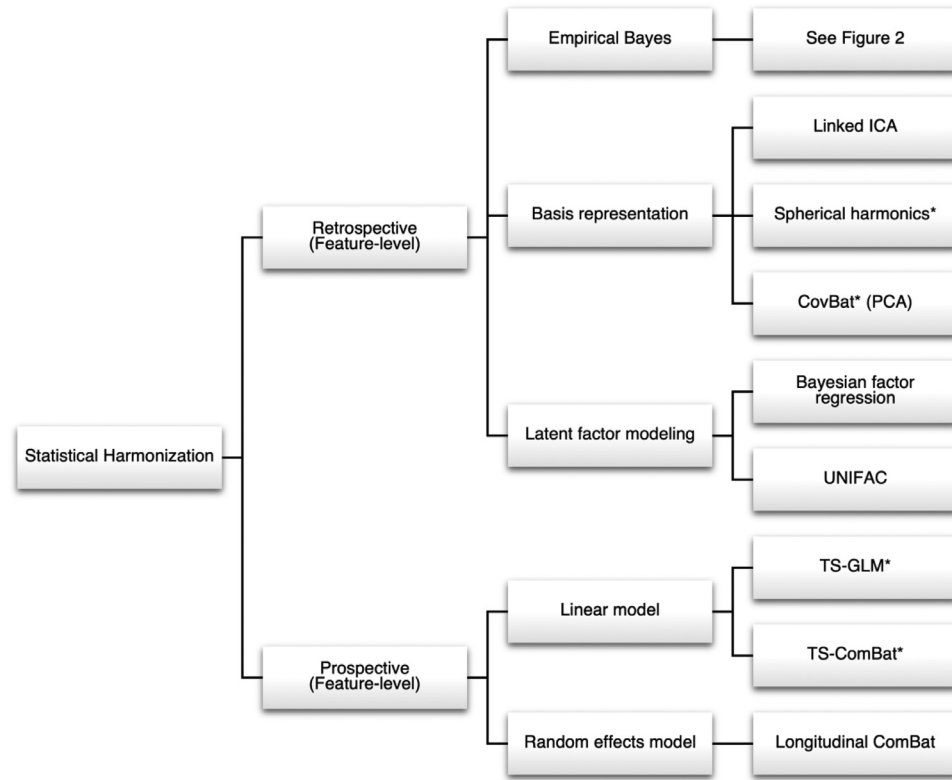 Statistical Harmonization
Retrospective
(Feature-level)
Empirical Bayes
See Figure 2
Basis representation
Linked ICA
Spherical harmonics*
CovBat* (PCA)
Latent factor modeling
Bayesian factor
regression
UNIFAC
Prospective
(Feature-level)
Linear model
TS-GLM*
TS-ComBat*
Random effects model
Longitudinal ComBat